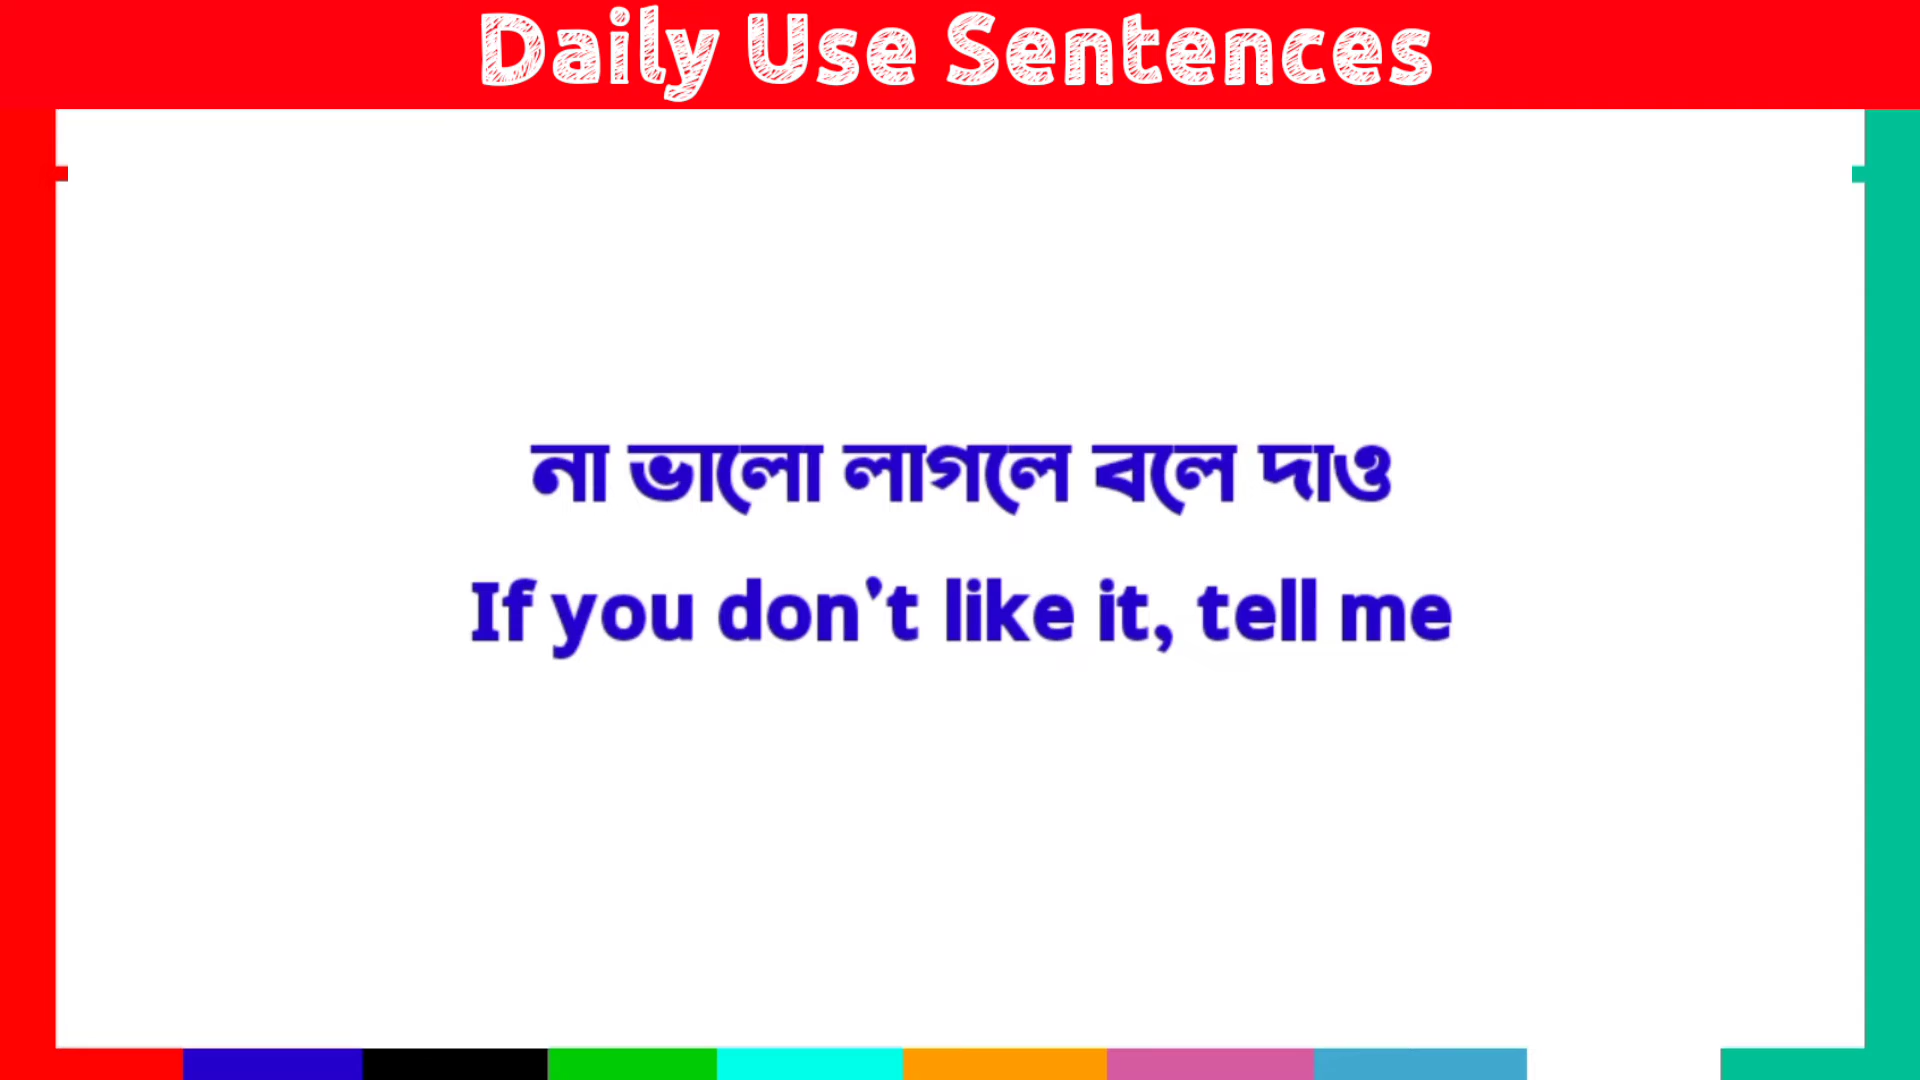 Daily Use Sentences
না ভালো লাগলে বলে দাও
If you don't like it, tell me